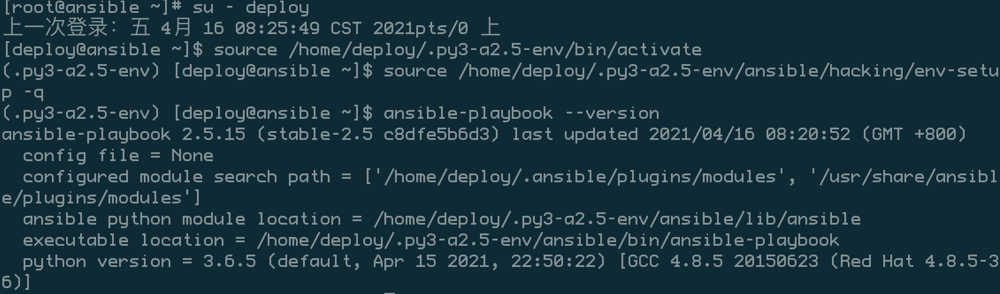 [root@ansible ~]# su - deploy
上一次登录：五 4月 16 08:25:49 CST 2021pts/0 上
[deploy@ansible ~]$ source /home/deploy/.py3-a2.5-env/bin/activate
(.py3-a2.5-env) [deploy@ansible ~]$ source /home/deploy/.py3-a2.5-env/ansible/hacking/env-setu
p -q
(.py3-a2.5-env) [deploy@ansible ~]$ ansible-playbook --version
ansible-playbook 2.5.15 (stable-2.5 c8dfe5b6d3) last updated 2021/04/16 08:20:52 (GMT +800)
  config file = None
  configured module search path = ['/home/deploy/.ansible/plugins/modules', '/usr/share/ansibl
e/plugins/modules']
  ansible python module location = /home/deploy/.py3-a2.5-env/ansible/lib/ansible
  executable location = /home/deploy/.py3-a2.5-env/ansible/bin/ansible-playbook
  python version = 3.6.5 (default, Apr 15 2021, 22:50:22) [GCC 4.8.5 20150623 (Red Hat 4.8.5-3
6)]